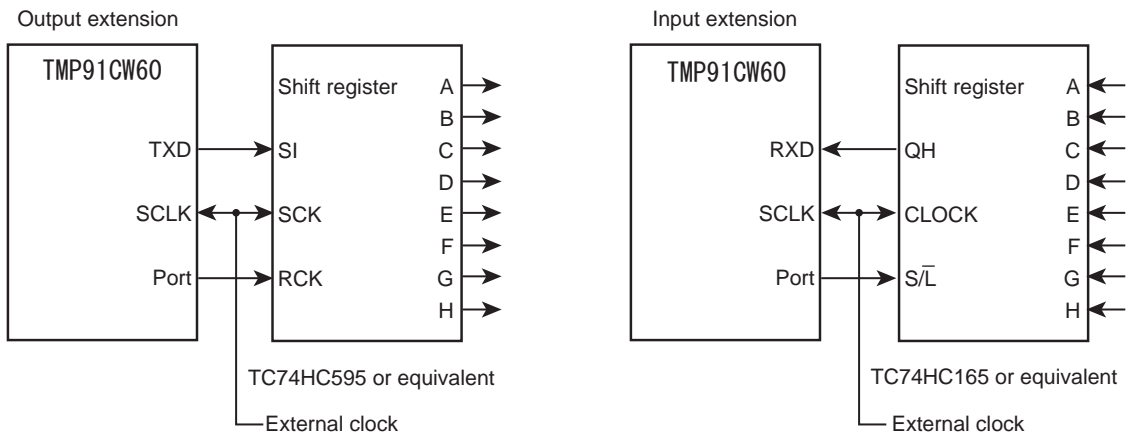 Output extension
TMP91CW60
Shift register
A
B
TXD
SI
C
D
SCLK
SCK
E
F
Port
RCK
G
H
TC74HC595 or equivalent
External clock
Input extension
TMP91CW60
Shift register
A
B
RXD
QH
C
D
SCLK
CLOCK
E
F
Port
S/L̅
G
H
TC74HC165 or equivalent
External clock